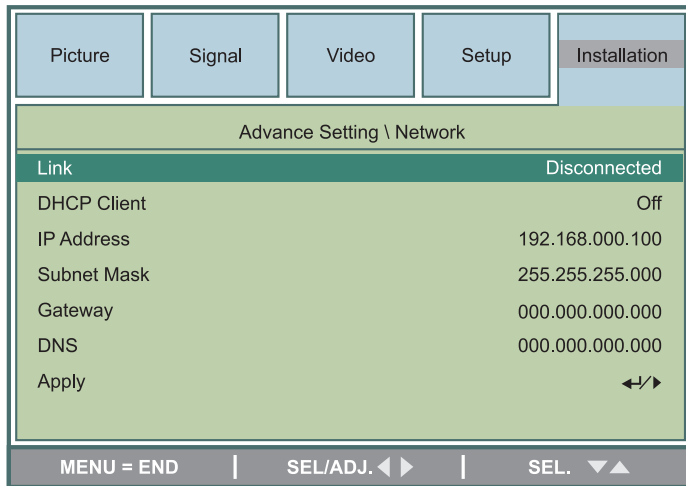 Picture Signal Video Setup Installation
Advance Setting \ Network
Link Disconnected
DHCP Client Off
IP Address 192.168.000.100
Subnet Mask 255.255.255.000
Gateway 000.000.000.000
DNS 000.000.000.000
Apply ↵/▶
MENU = END | SEL/ADJ. ◀ ▶ | SEL. ▼▲